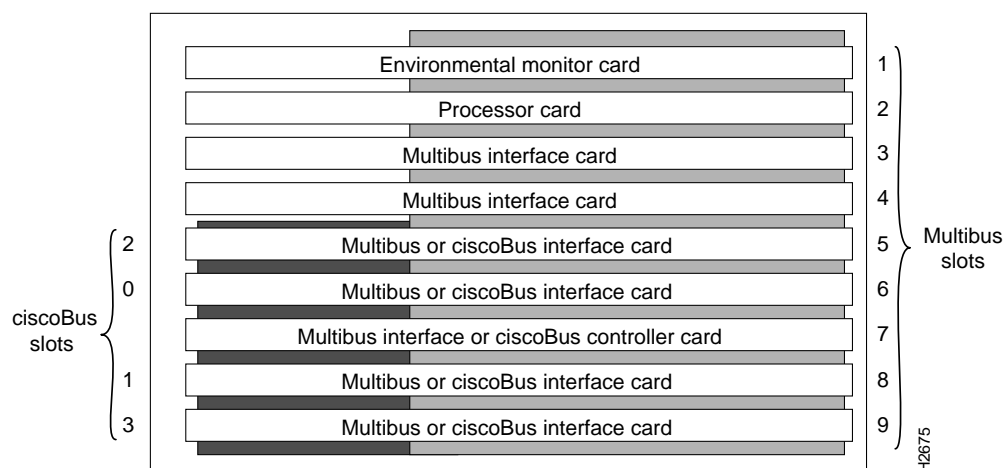 Environmental monitor card 1
Processor card 2
Multibus interface card 3
Multibus interface card 4
2 Multibus or ciscoBus interface card 5
0 Multibus or ciscoBus interface card 6
Multibus interface or ciscoBus controller card 7
1 Multibus or ciscoBus interface card 8
3 Multibus or ciscoBus interface card 9
ciscoBus
slots
Multibus
slots
H2675